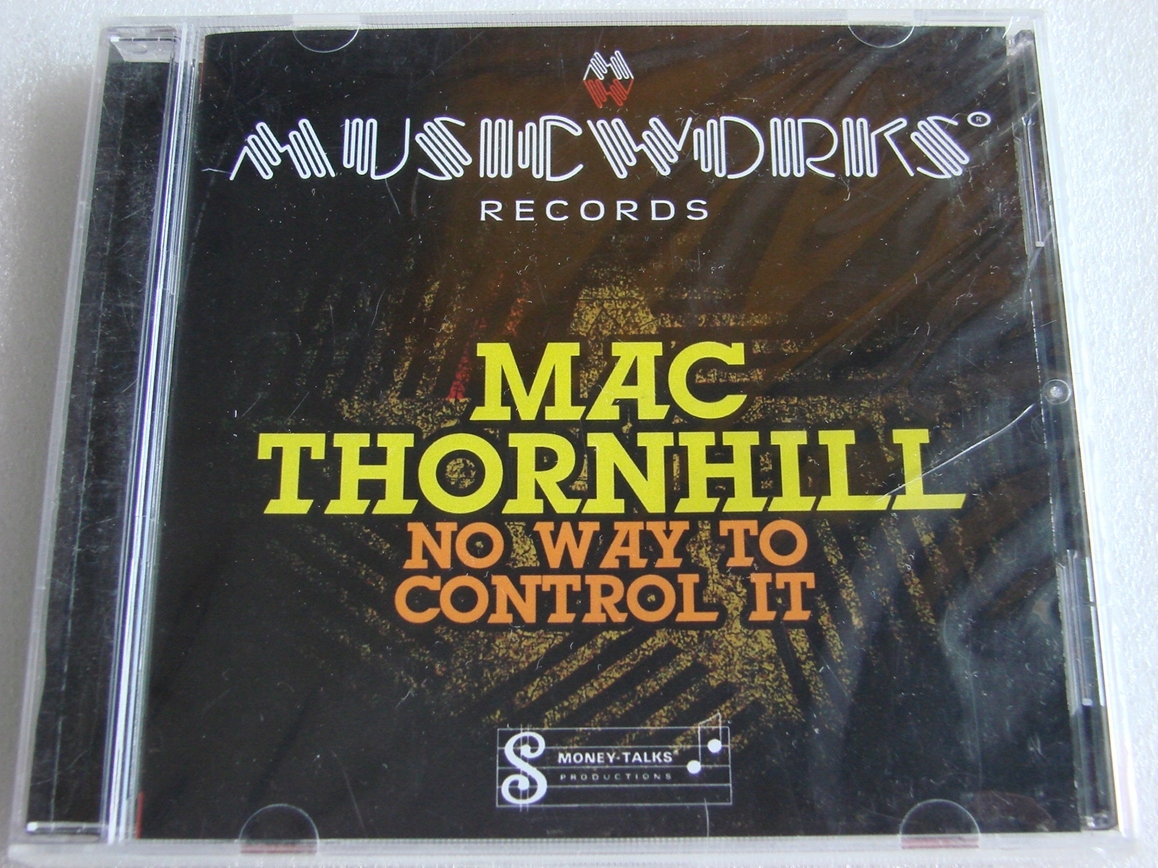 MUSICWORKS®
RECORDS
MAC
THORNHILL
NO WAY TO
CONTROL IT
MONEY-TALKS
PRODUCTIONS